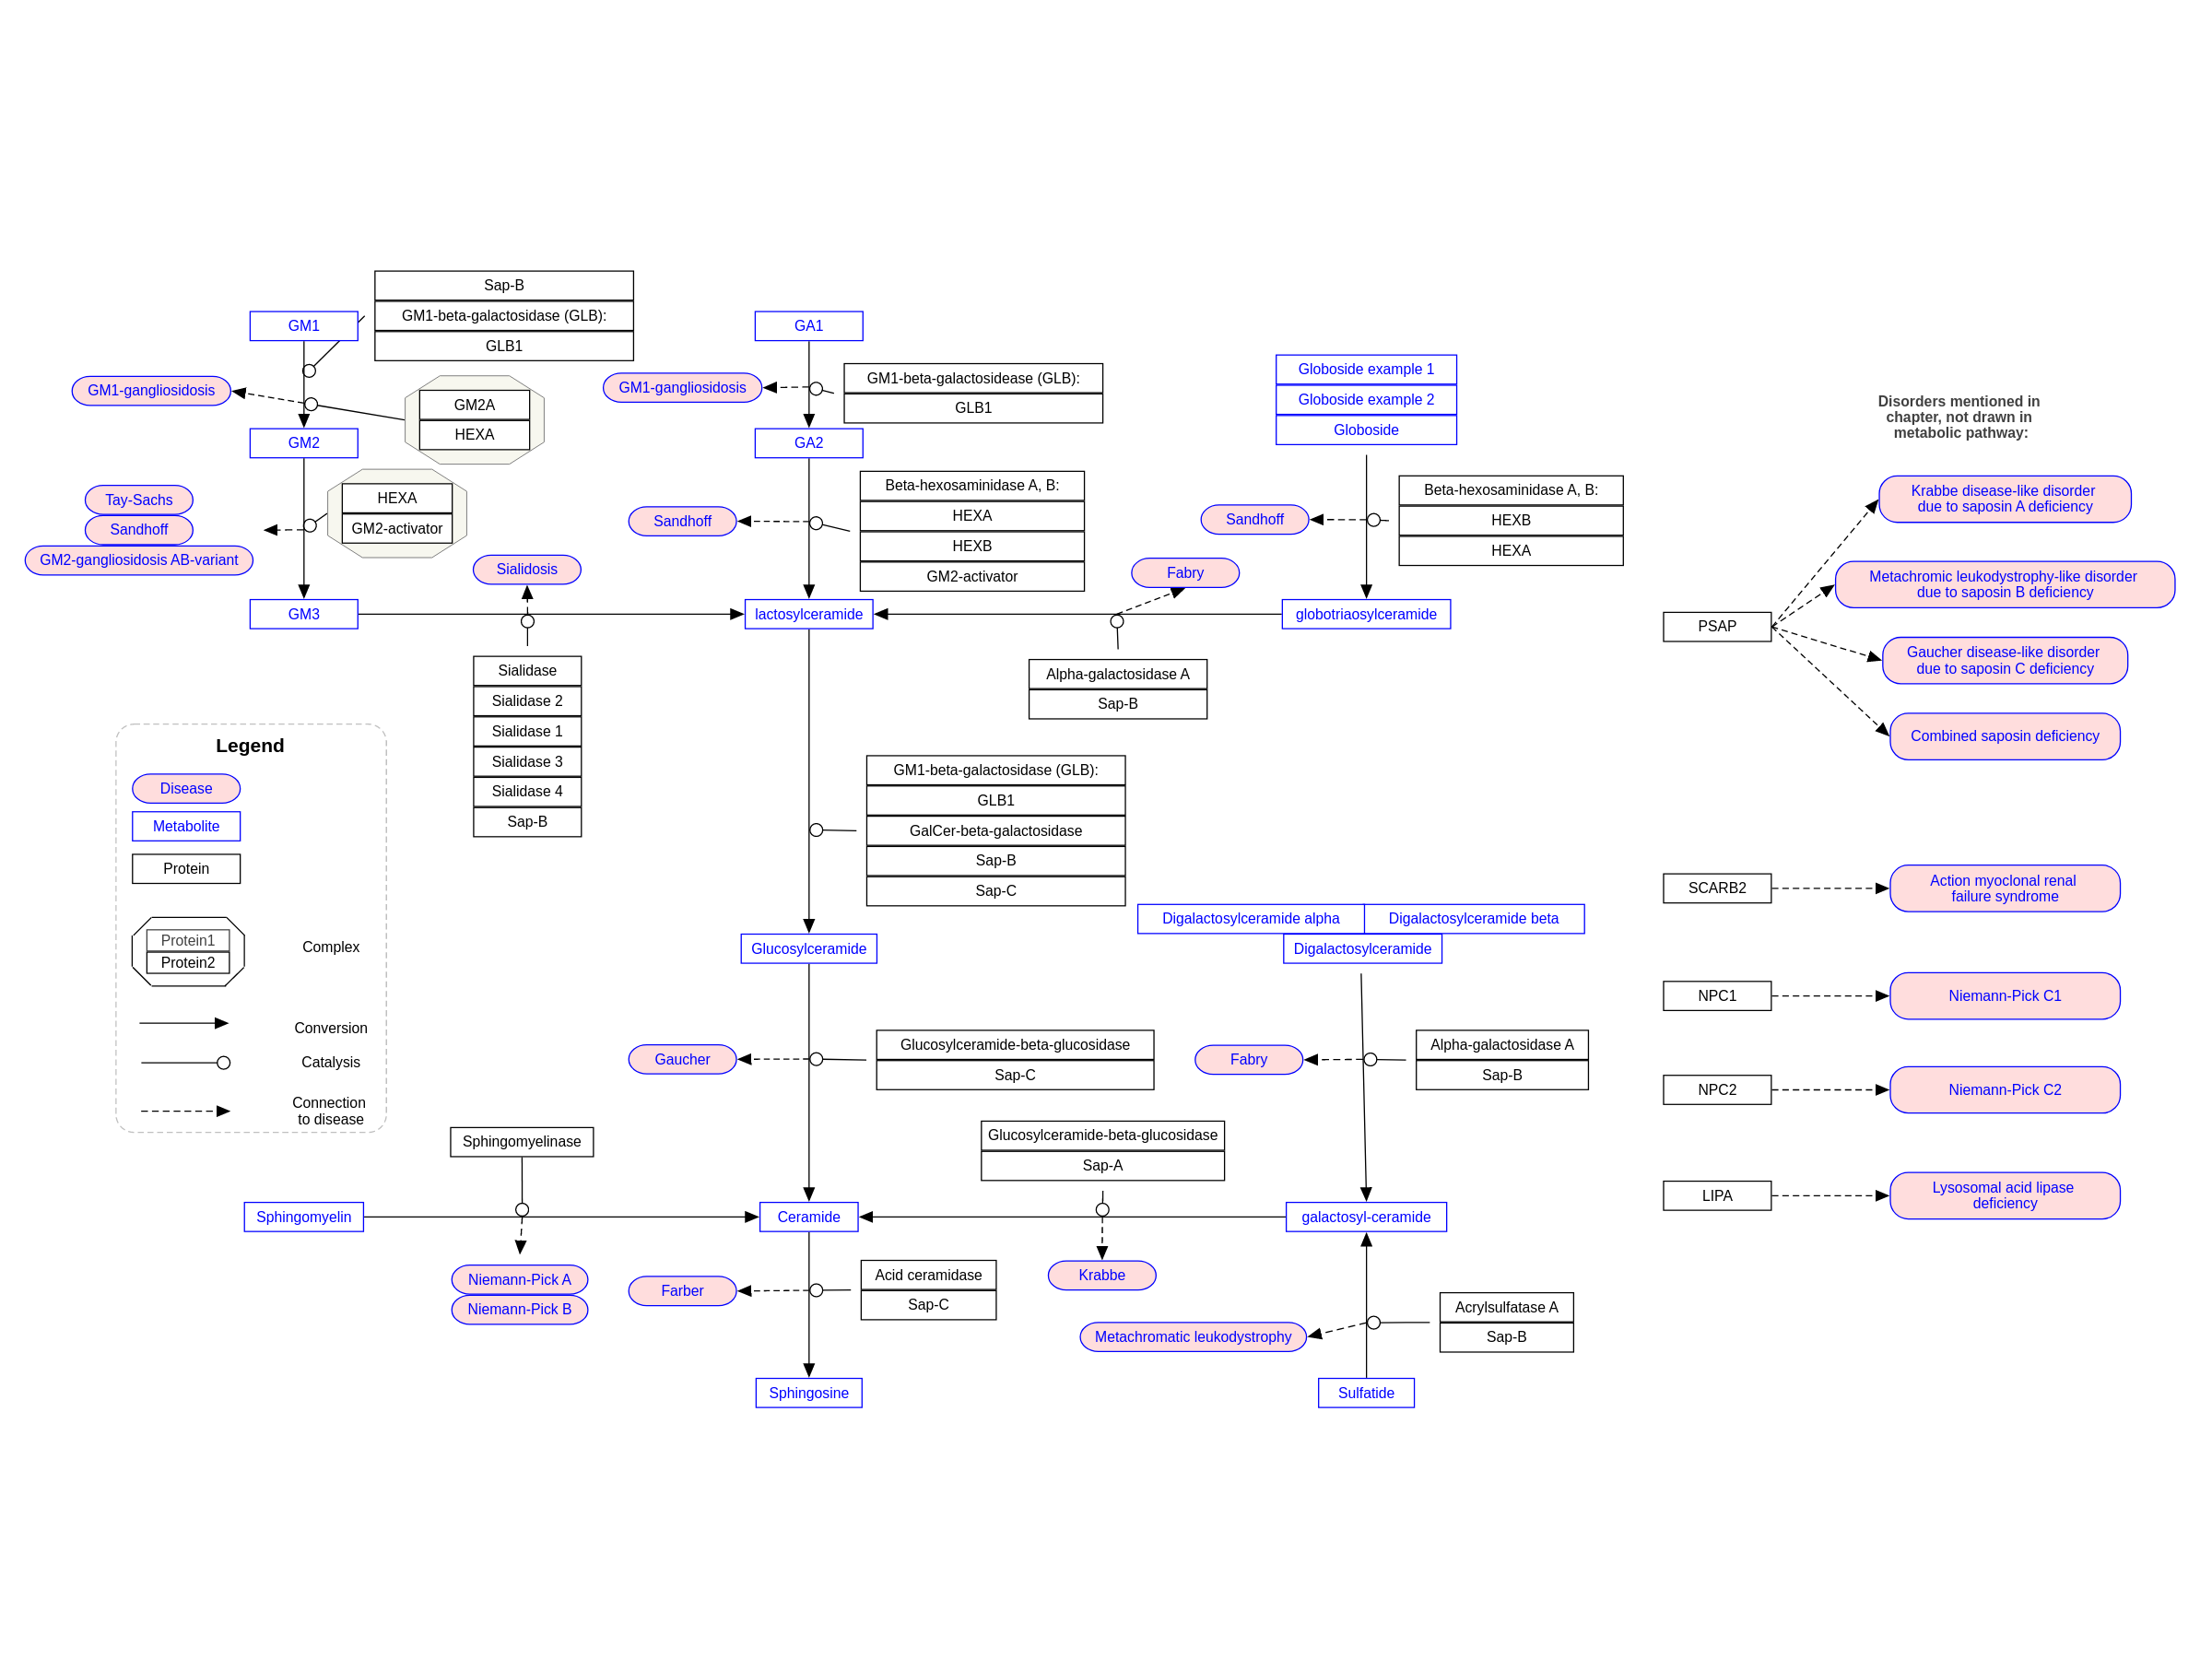 Sap-B
GM1-beta-galactosidase (GLB):
GLB1
GM1
GA1
Globoside example 1
Globoside example 2
Globoside
GM1-beta-galactosidease (GLB):
GLB1
GM1-gangliosidosis
GM1-gangliosidosis
GM2A
HEXA
Disorders mentioned in
chapter, not drawn in
metabolic pathway:
GM2
GA2
Tay-Sachs
Sandhoff
GM2-gangliosidosis AB-variant
HEXA
GM2-activator
Sandhoff
Beta-hexosaminidase A, B:
HEXA
HEXB
GM2-activator
Sandhoff
Beta-hexosaminidase A, B:
HEXB
HEXA
Krabbe disease-like disorder
due to saposin A deficiency
Metachromic leukodystrophy-like disorder
due to saposin B deficiency
Sialidosis
Fabry
GM3
lactosylceramide
globotriaosylceramide
PSAP
Gaucher disease-like disorder
due to saposin C deficiency
Combined saposin deficiency
Sialidase
Sialidase 2
Sialidase 1
Sialidase 3
Sialidase 4
Sap-B
Alpha-galactosidase A
Sap-B
Legend
Disease
Metabolite
Protein
Protein1
Protein2
Complex
Conversion
Catalysis
Connection
to disease
GM1-beta-galactosidase (GLB):
GLB1
GalCer-beta-galactosidase
Sap-B
Sap-C
SCARB2
Action myoclonal renal
failure syndrome
Digalactosylceramide alpha
Digalactosylceramide beta
Digalactosylceramide
Glucosylceramide
NPC1
Niemann-Pick C1
Gaucher
Glucosylceramide-beta-glucosidase
Sap-C
Fabry
Alpha-galactosidase A
Sap-B
NPC2
Niemann-Pick C2
Sphingomyelinase
Glucosylceramide-beta-glucosidase
Sap-A
LIPA
Lysosomal acid lipase
deficiency
Sphingomyelin
Ceramide
galactosyl-ceramide
Niemann-Pick A
Niemann-Pick B
Farber
Acid ceramidase
Sap-C
Krabbe
Metachromatic leukodystrophy
Acrylsulfatase A
Sap-B
Sphingosine
Sulfatide